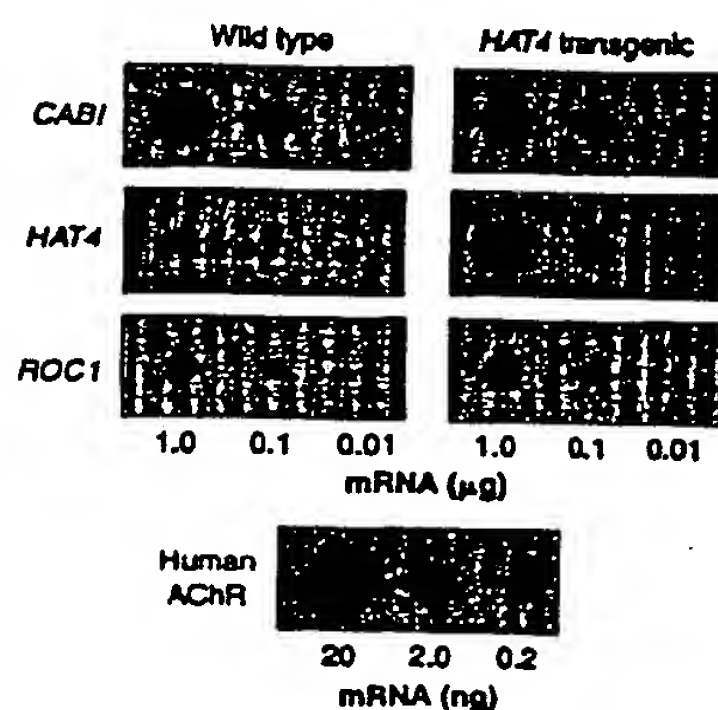 Wild type HAT4 transgenic
CABI
HAT4
ROC1
1.0 0.1 0.01 1.0 0.1 0.01
mRNA (μg)
Human
AChR
20 2.0 0.2
mRNA (ng)